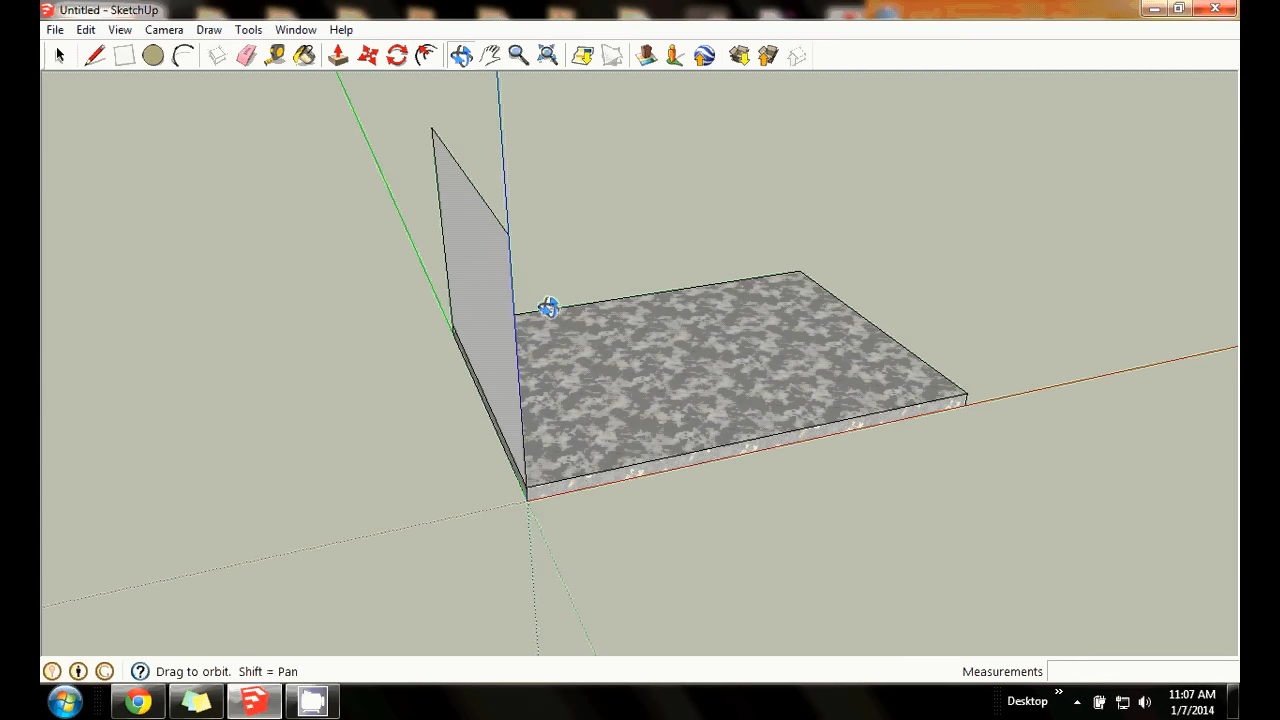 Untitled - SketchUp
File Edit View Camera Draw Tools Window Help
Drag to orbit. Shift = Pan
Measurements
Desktop
11:07 AM
1/7/2014